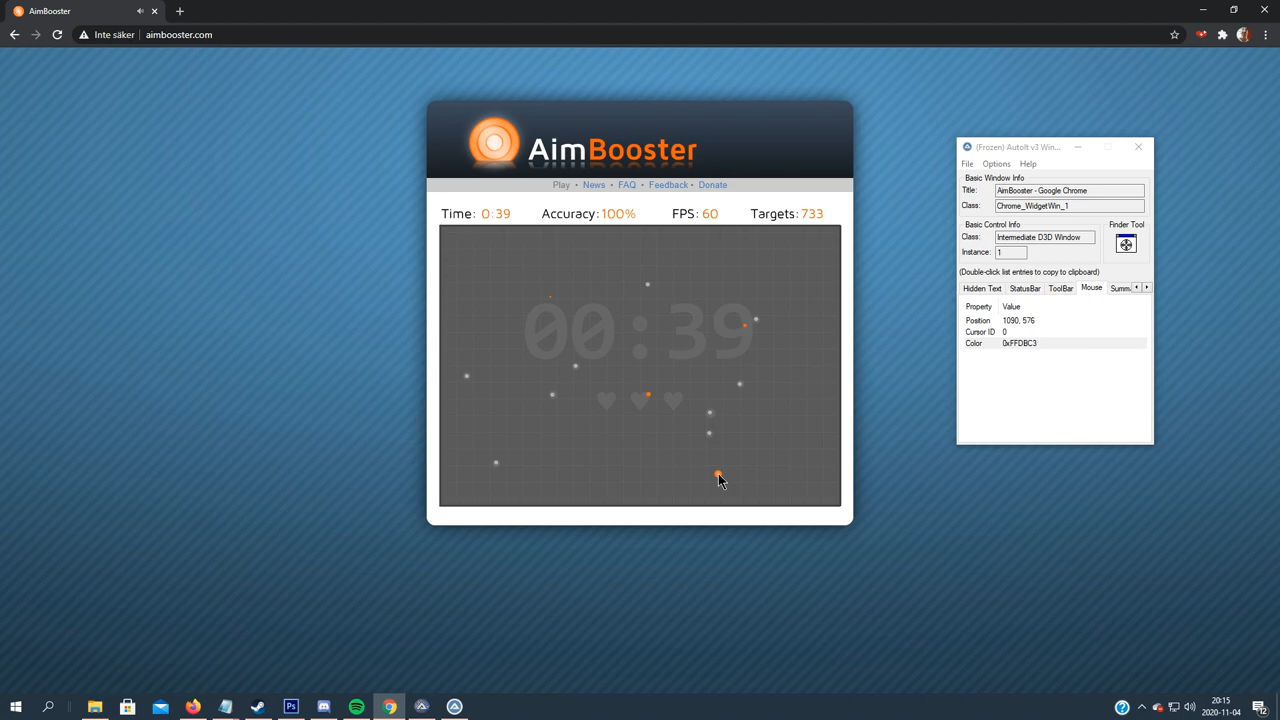 AimBooster
Inte säker
aimbooster.com
AimBooster
Play • News • FAQ • Feedback • Donate
Time: 0:39 Accuracy: 100% FPS: 60 Targets: 733
00:39
(Frozen) AutoIt v3 Win...
File Options Help
Basic Window Info
Title: AimBooster - Google Chrome
Class: Chrome_WidgetWin_1
Basic Control Info
Finder Tool
Class: Intermediate D3D Window
Instance: 1
(Double-click list entries to copy to clipboard)
Hidden Text StatusBar ToolBar Mouse Summ
Property Value
Position 1090, 576
Cursor ID 0
Color 0xFFDBC3
Ps
20:15
2020-11-04
12